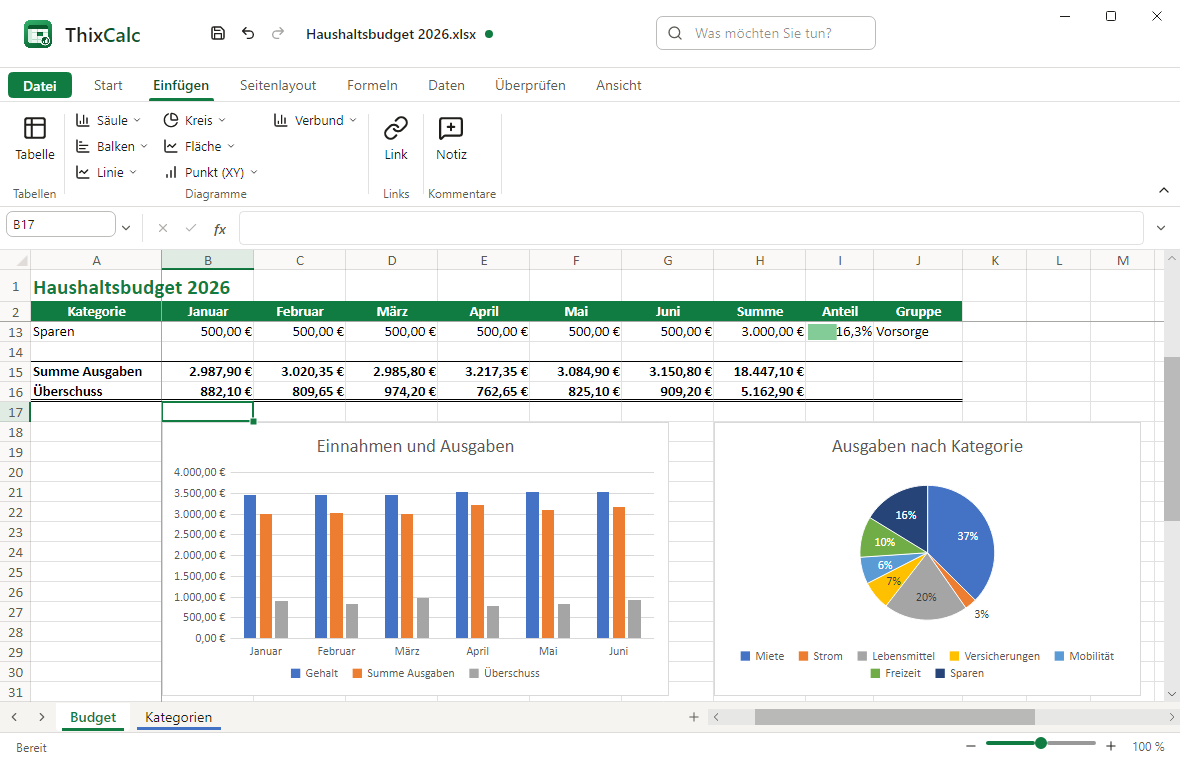 ThixCalc
Haushaltsbudget 2026.xlsx
Was möchten Sie tun?
Datei Start Einfügen Seitenlayout Formeln Daten Überprüfen Ansicht
Säule Kreis Verbund
Tabelle Balken Fläche Link Notiz
Linie Punkt (XY)
Tabellen Diagramme Links Kommentare
B17 fx
A B C D E F G H I J K L M
1 Haushaltsbudget 2026
2 Kategorie Januar Februar März April Mai Juni Summe Anteil Gruppe
13 Sparen 500,00 € 500,00 € 500,00 € 500,00 € 500,00 € 500,00 € 3.000,00 € 16,3% Vorsorge
14
15 Summe Ausgaben 2.987,90 € 3.020,35 € 2.985,80 € 3.217,35 € 3.084,90 € 3.150,80 € 18.447,10 €
16 Überschuss 882,10 € 809,65 € 974,20 € 762,65 € 825,10 € 909,20 € 5.162,90 €
17
18
19
20
21
22
23
24
25
26
27
28
29
30
31
Einnahmen und Ausgaben
4.000,00 €
3.500,00 €
3.000,00 €
2.500,00 €
2.000,00 €
1.500,00 €
1.000,00 €
500,00 €
0,00 €
Januar Februar März April Mai Juni
Gehalt Summe Ausgaben Überschuss
Ausgaben nach Kategorie
16%
37%
10%
6%
7%
20%
3%
Miete Strom Lebensmittel Versicherungen Mobilität
Freizeit Sparen
Budget Kategorien
Bereit 100 %